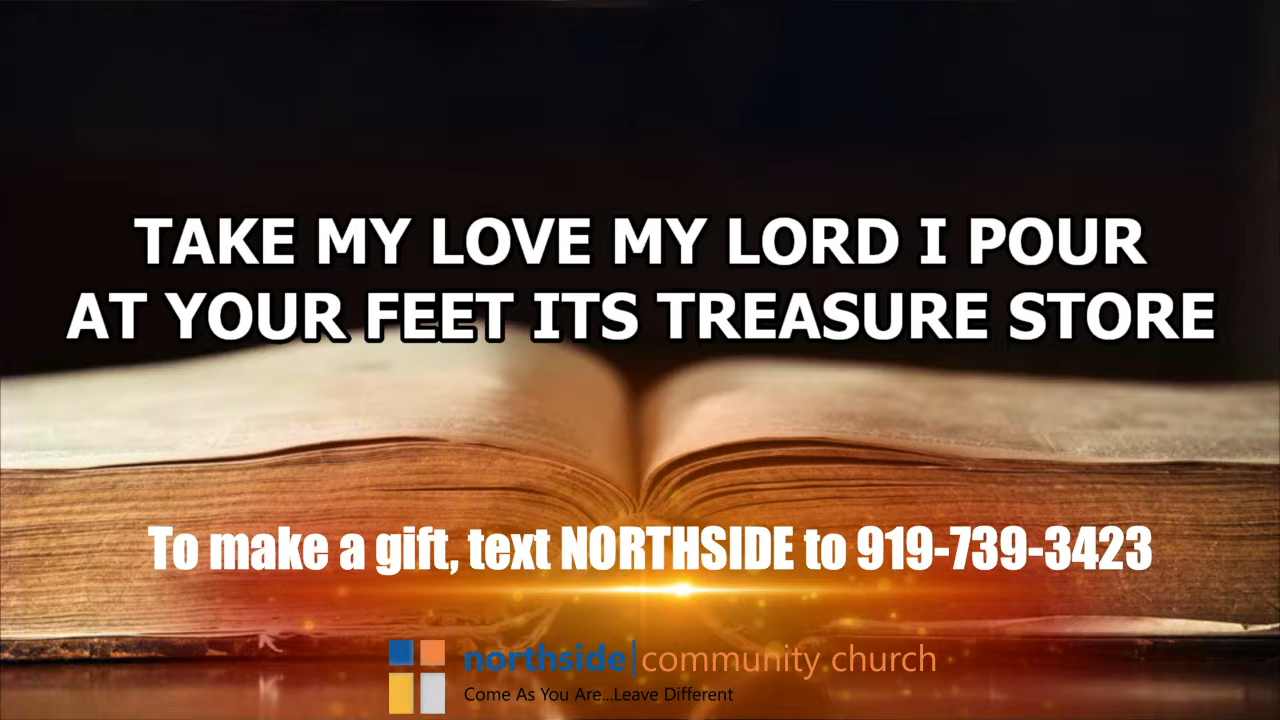 TAKE MY LOVE MY LORD I POUR
AT YOUR FEET ITS TREASURE STORE
To make a gift, text NORTHSIDE to 919-739-3423
northside|community church
Come As You Are...Leave Different